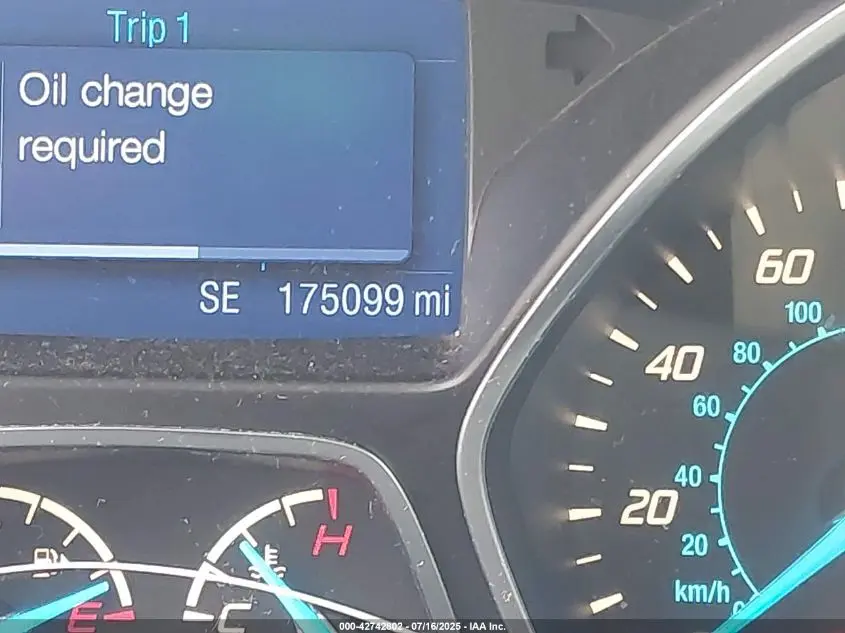 Trip 1
Oil change
required
SE 175099 mi
60
100
40
80
60
20
40
20
km/h
0
H
E
C
000-42742802 - 07/16/2025 - IAA Inc.